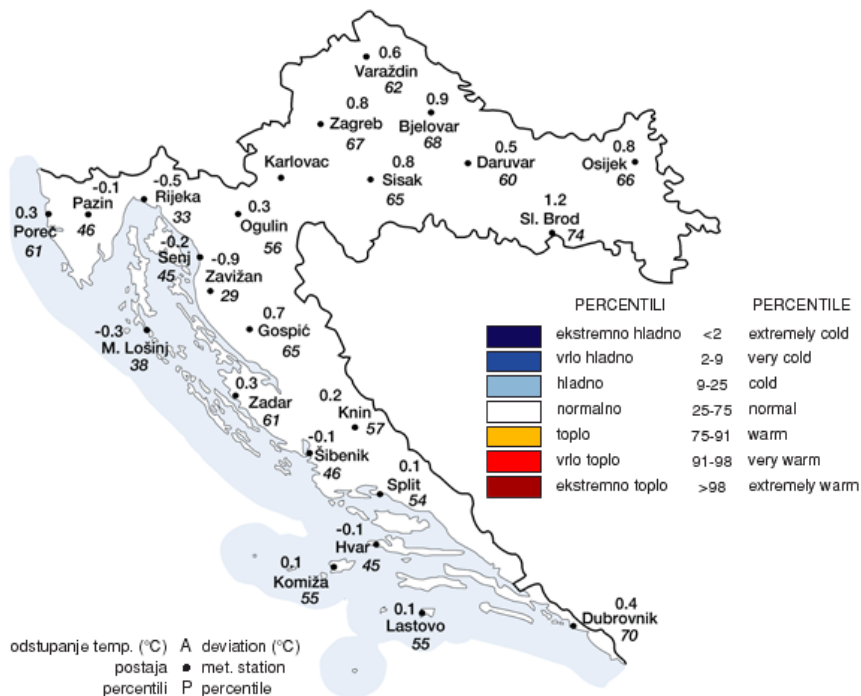 0.6
Varaždin
62
0.8
Zagreb
67
0.9
Bjelovar
68
Karlovac
0.8
Sisak
65
0.5
Daruvar
60
0.8
Osijek
66
1.2
Sl. Brod
74
0.3
Poreč
61
-0.1
Pazin
46
-0.5
Rijeka
33
0.3
Ogulin
56
-0.2
Senj
45
-0.9
Zavižan
29
-0.3
M. Lošinj
38
0.7
Gospić
65
0.3
Zadar
61
0.2
Knin
57
-0.1
Šibenik
46
0.1
Split
54
-0.1
Hvar
45
0.1
Komiža
55
0.1
Lastovo
55
0.4
Dubrovnik
70
PERCENTILI PERCENTILE
ekstremno hladno <2 extremely cold
vrlo hladno 2-9 very cold
hladno 9-25 cold
normalno 25-75 normal
toplo 75-91 warm
vrlo toplo 91-98 very warm
ekstremno toplo >98 extremely warm
odstupanje temp. (°C) A deviation (°C)
postaja met. station
percentili P percentile